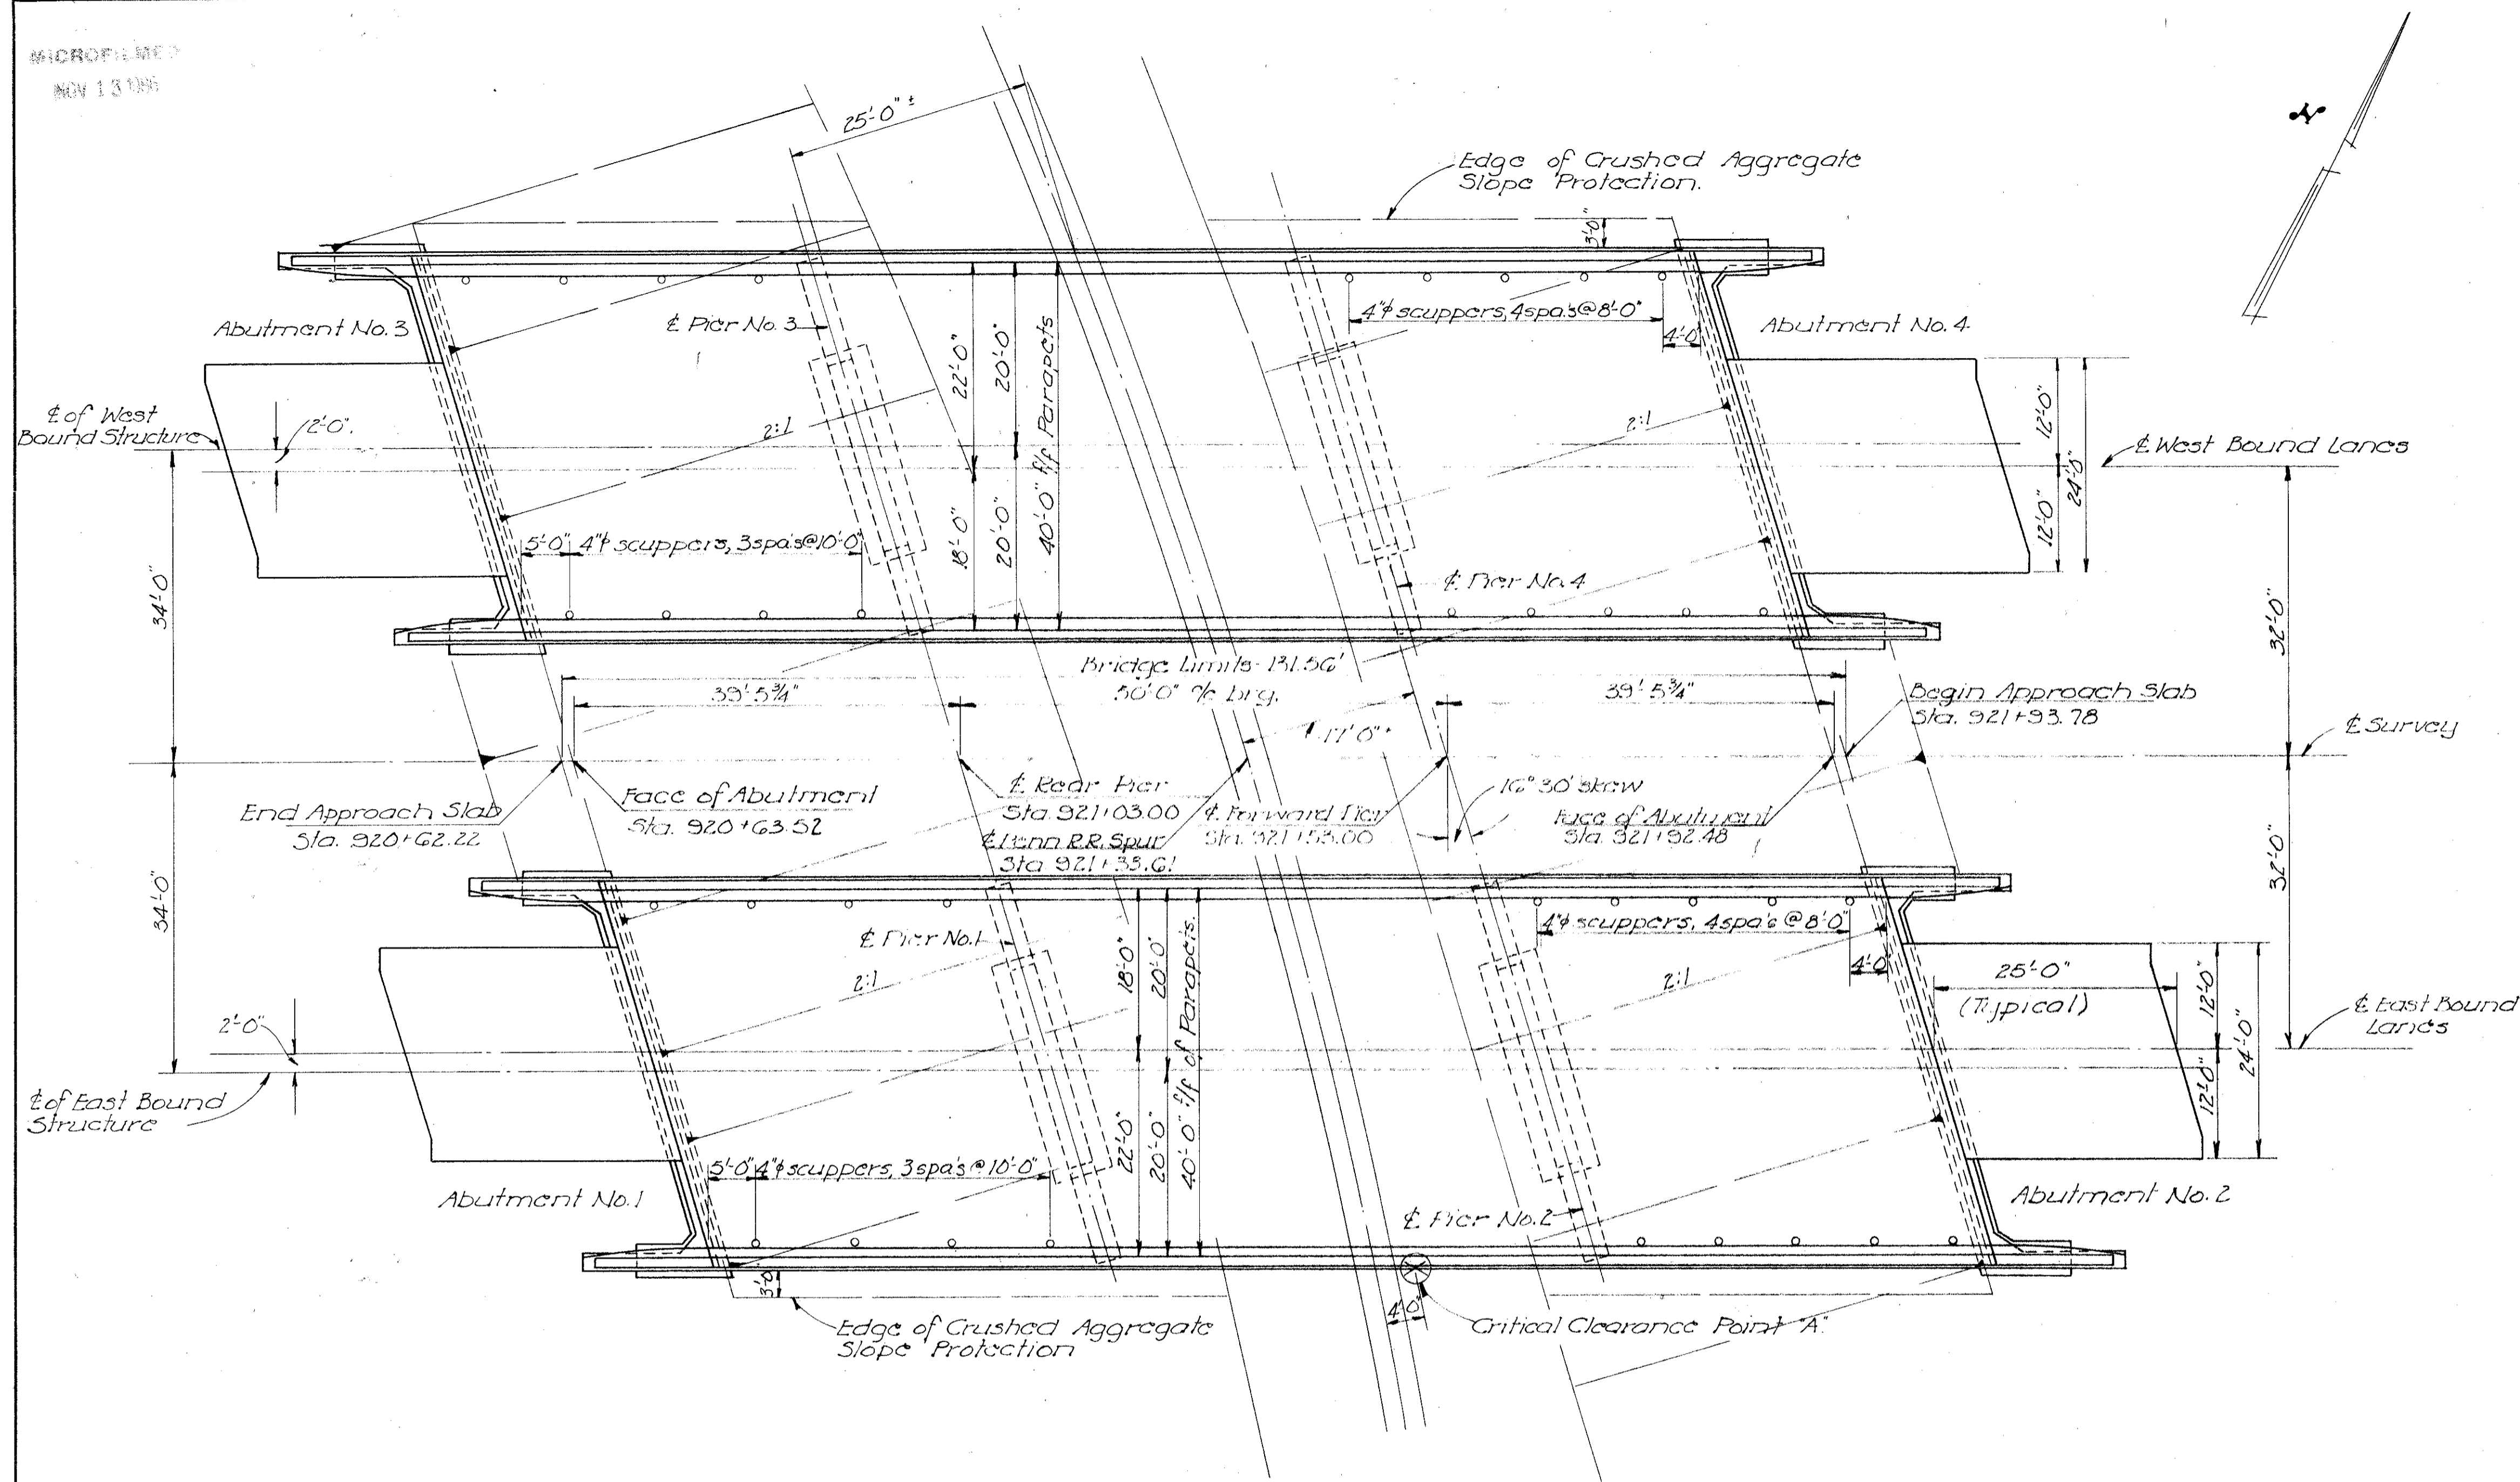 MICROFILMED
NOV 13 1986
25'-0" ±
Edge of Crushed Aggregate
Slope Protection.
3'-0"
Abutment No. 3
℄ Pier No. 3
22'-0"
20'-0"
40'-0" f/f Parapets
4"ϕ scuppers, 4 spa's @ 8'-0"
4'-0"
Abutment No. 4
℄ of West
Bound Structure
2'-0"
2:1
2:1
12'-0"
24'-0"
℄ West Bound Lanes
12'-0"
5'-0"
4"ϕ scuppers, 3 spa's @ 10'-0"
18'-0"
20'-0"
℄ Pier No. 4
34'-0"
32'-0"
Bridge Limits - 131.56'
39'-5¾"
50'-0" c/c brg.
39'-5¾"
17'-0" ±
Begin Approach Slab
Sta. 921+93.78
℄ Survey
End Approach Slab
Sta. 920+62.22
Face of Abutment
Sta. 920+63.52
℄ Rear Pier
Sta. 921+03.00
℄ Penn R.R. Spur
Sta 921+33.61
℄ Forward Pier
Sta. 921+53.00
16° 30' skew
Face of Abutment
Sta. 921+92.48
34'-0"
32'-0"
℄ Pier No. 1
18'-0"
20'-0"
40'-0" f/f of Parapets.
4"ϕ scuppers, 4 spa's @ 8'-0"
4'-0"
2:1
2:1
25'-0"
(Typical)
12'-0"
24'-0"
12'-0"
℄ East Bound
Lanes
2'-0"
℄ of East Bound
Structure
22'-0"
20'-0"
5'-0"
4"ϕ scuppers, 3 spa's @ 10'-0"
Abutment No. 1
℄ Pier No. 2
Abutment No. 2
3'-0"
4'-0"
Edge of Crushed Aggregate
Slope Protection
Critical Clearance Point "A"